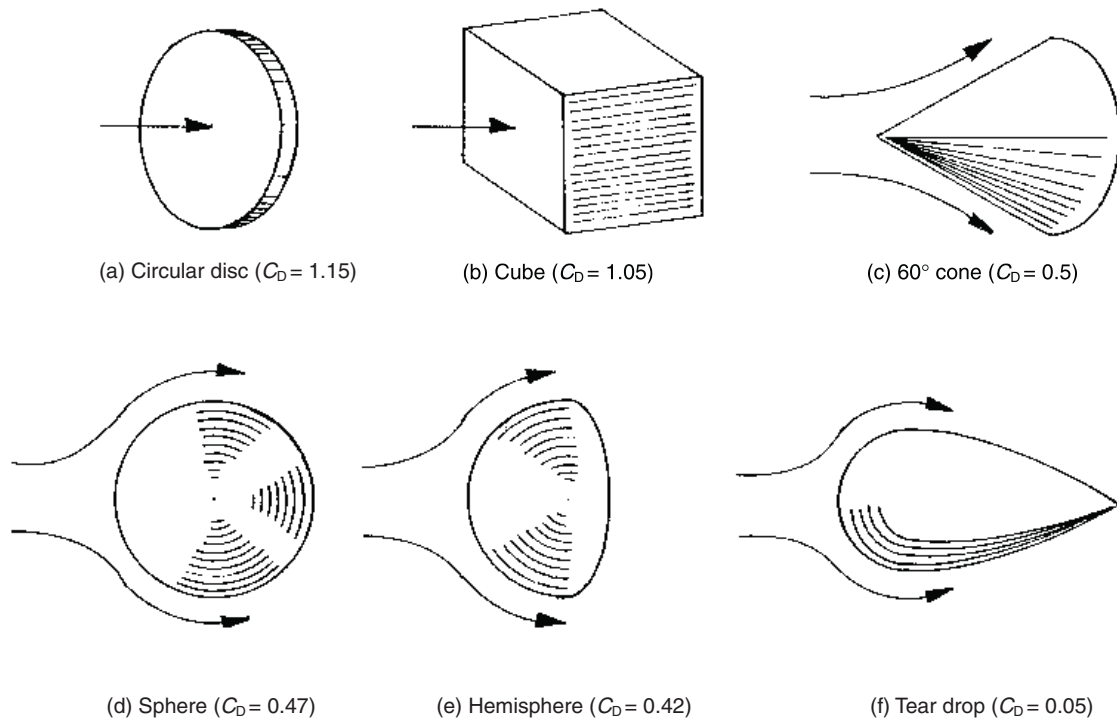 (a) Circular disc (C_D = 1.15)
(b) Cube (C_D = 1.05)
(c) 60° cone (C_D = 0.5)
(d) Sphere (C_D = 0.47)
(e) Hemisphere (C_D = 0.42)
(f) Tear drop (C_D = 0.05)